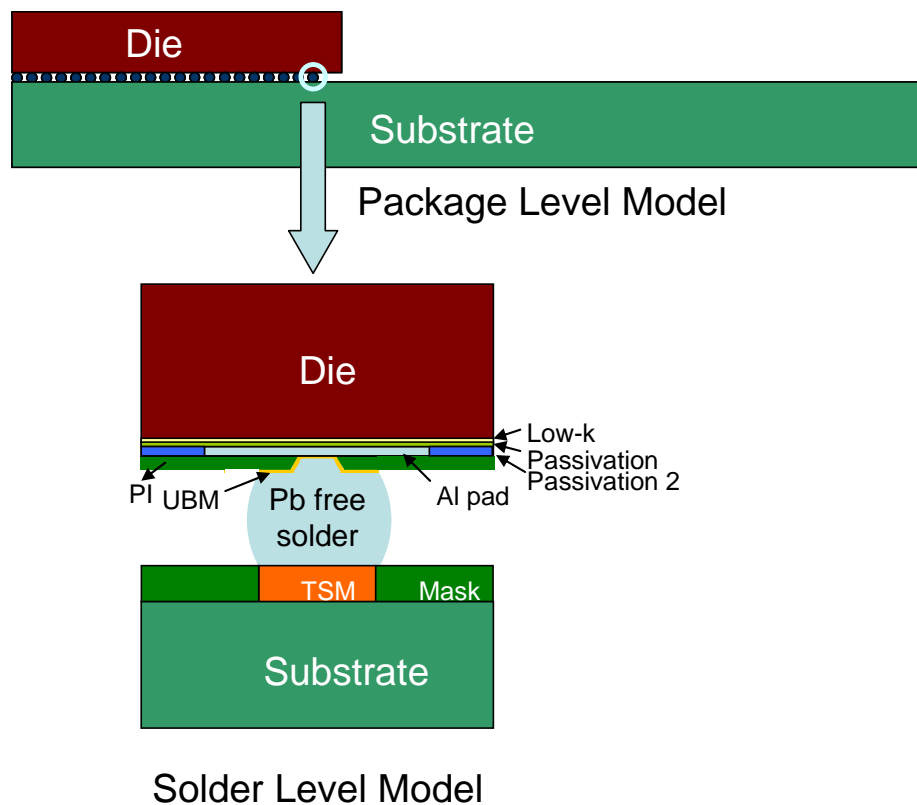 Die
Substrate
Package Level Model
Die
Low-k
Passivation
Passivation 2
PI
UBM
Al pad
Pb free
solder
TSM
Mask
Substrate
Solder Level Model